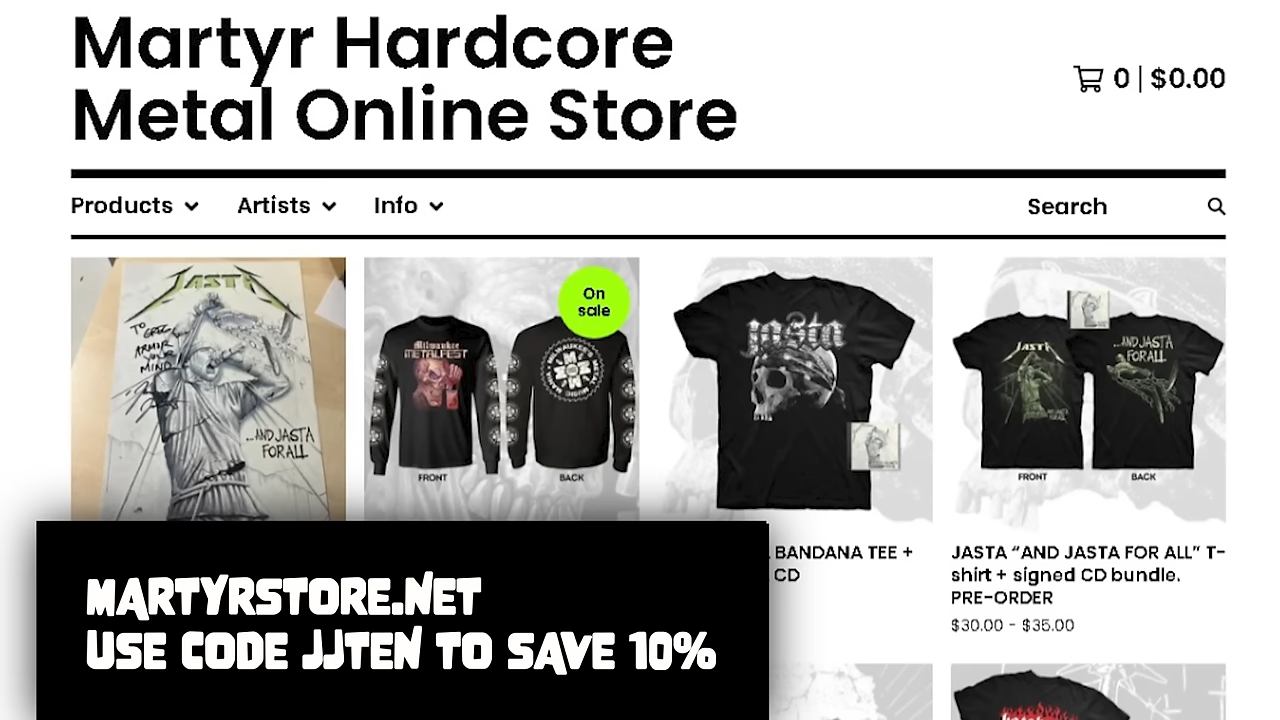 Martyr Hardcore
Metal Online Store
0 | $0.00
Products
Artists
Info
Search
JASTA
TO GREG,
ARMOR
YOUR
MIND
...AND JASTA
FOR ALL
On
sale
Milwaukee
METALFEST
FRONT
BACK
jasta
JASTA
...AND JASTA
FOR ALL
FRONT
BACK
BANDANA TEE +
CD
JASTA “AND JASTA FOR ALL” T-
shirt + signed CD bundle.
PRE-ORDER
$30.00 - $35.00
MARTYRSTORE.NET
USE CODE JJTEN TO SAVE 10%